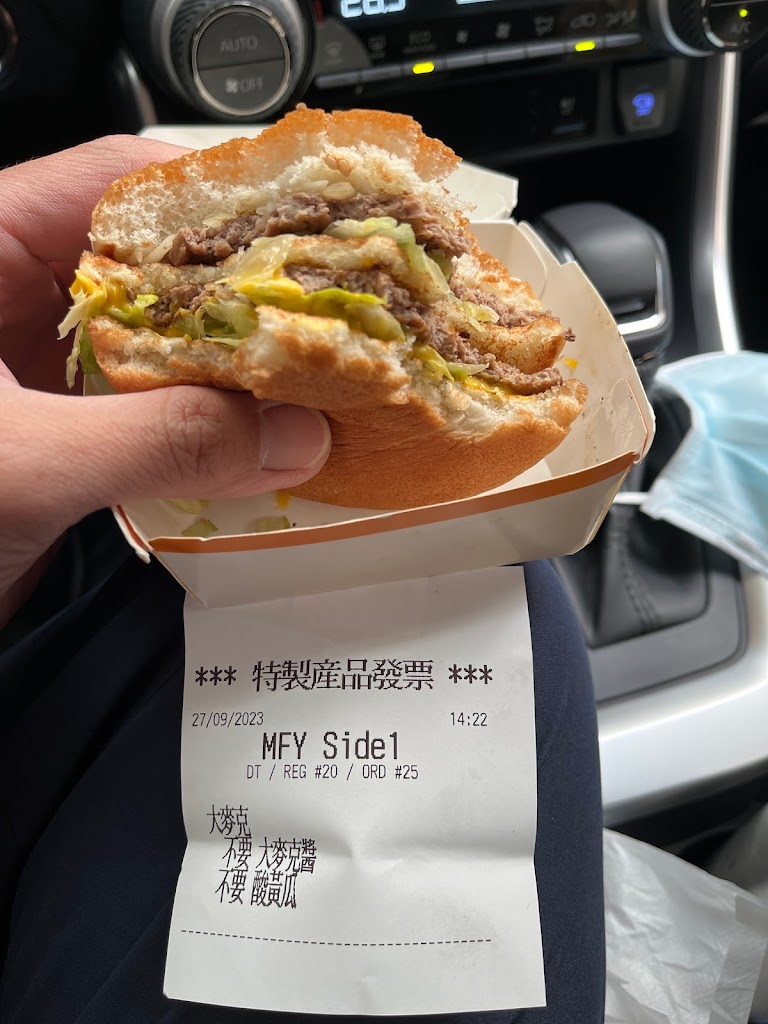 AUTO
OFF
A/C
*** 特製産品發票 ***
27/09/2023 14:22
MFY Side1
DT / REG #20 / ORD #25
大麥克
不要 大麥克醬
不要 酸黃瓜